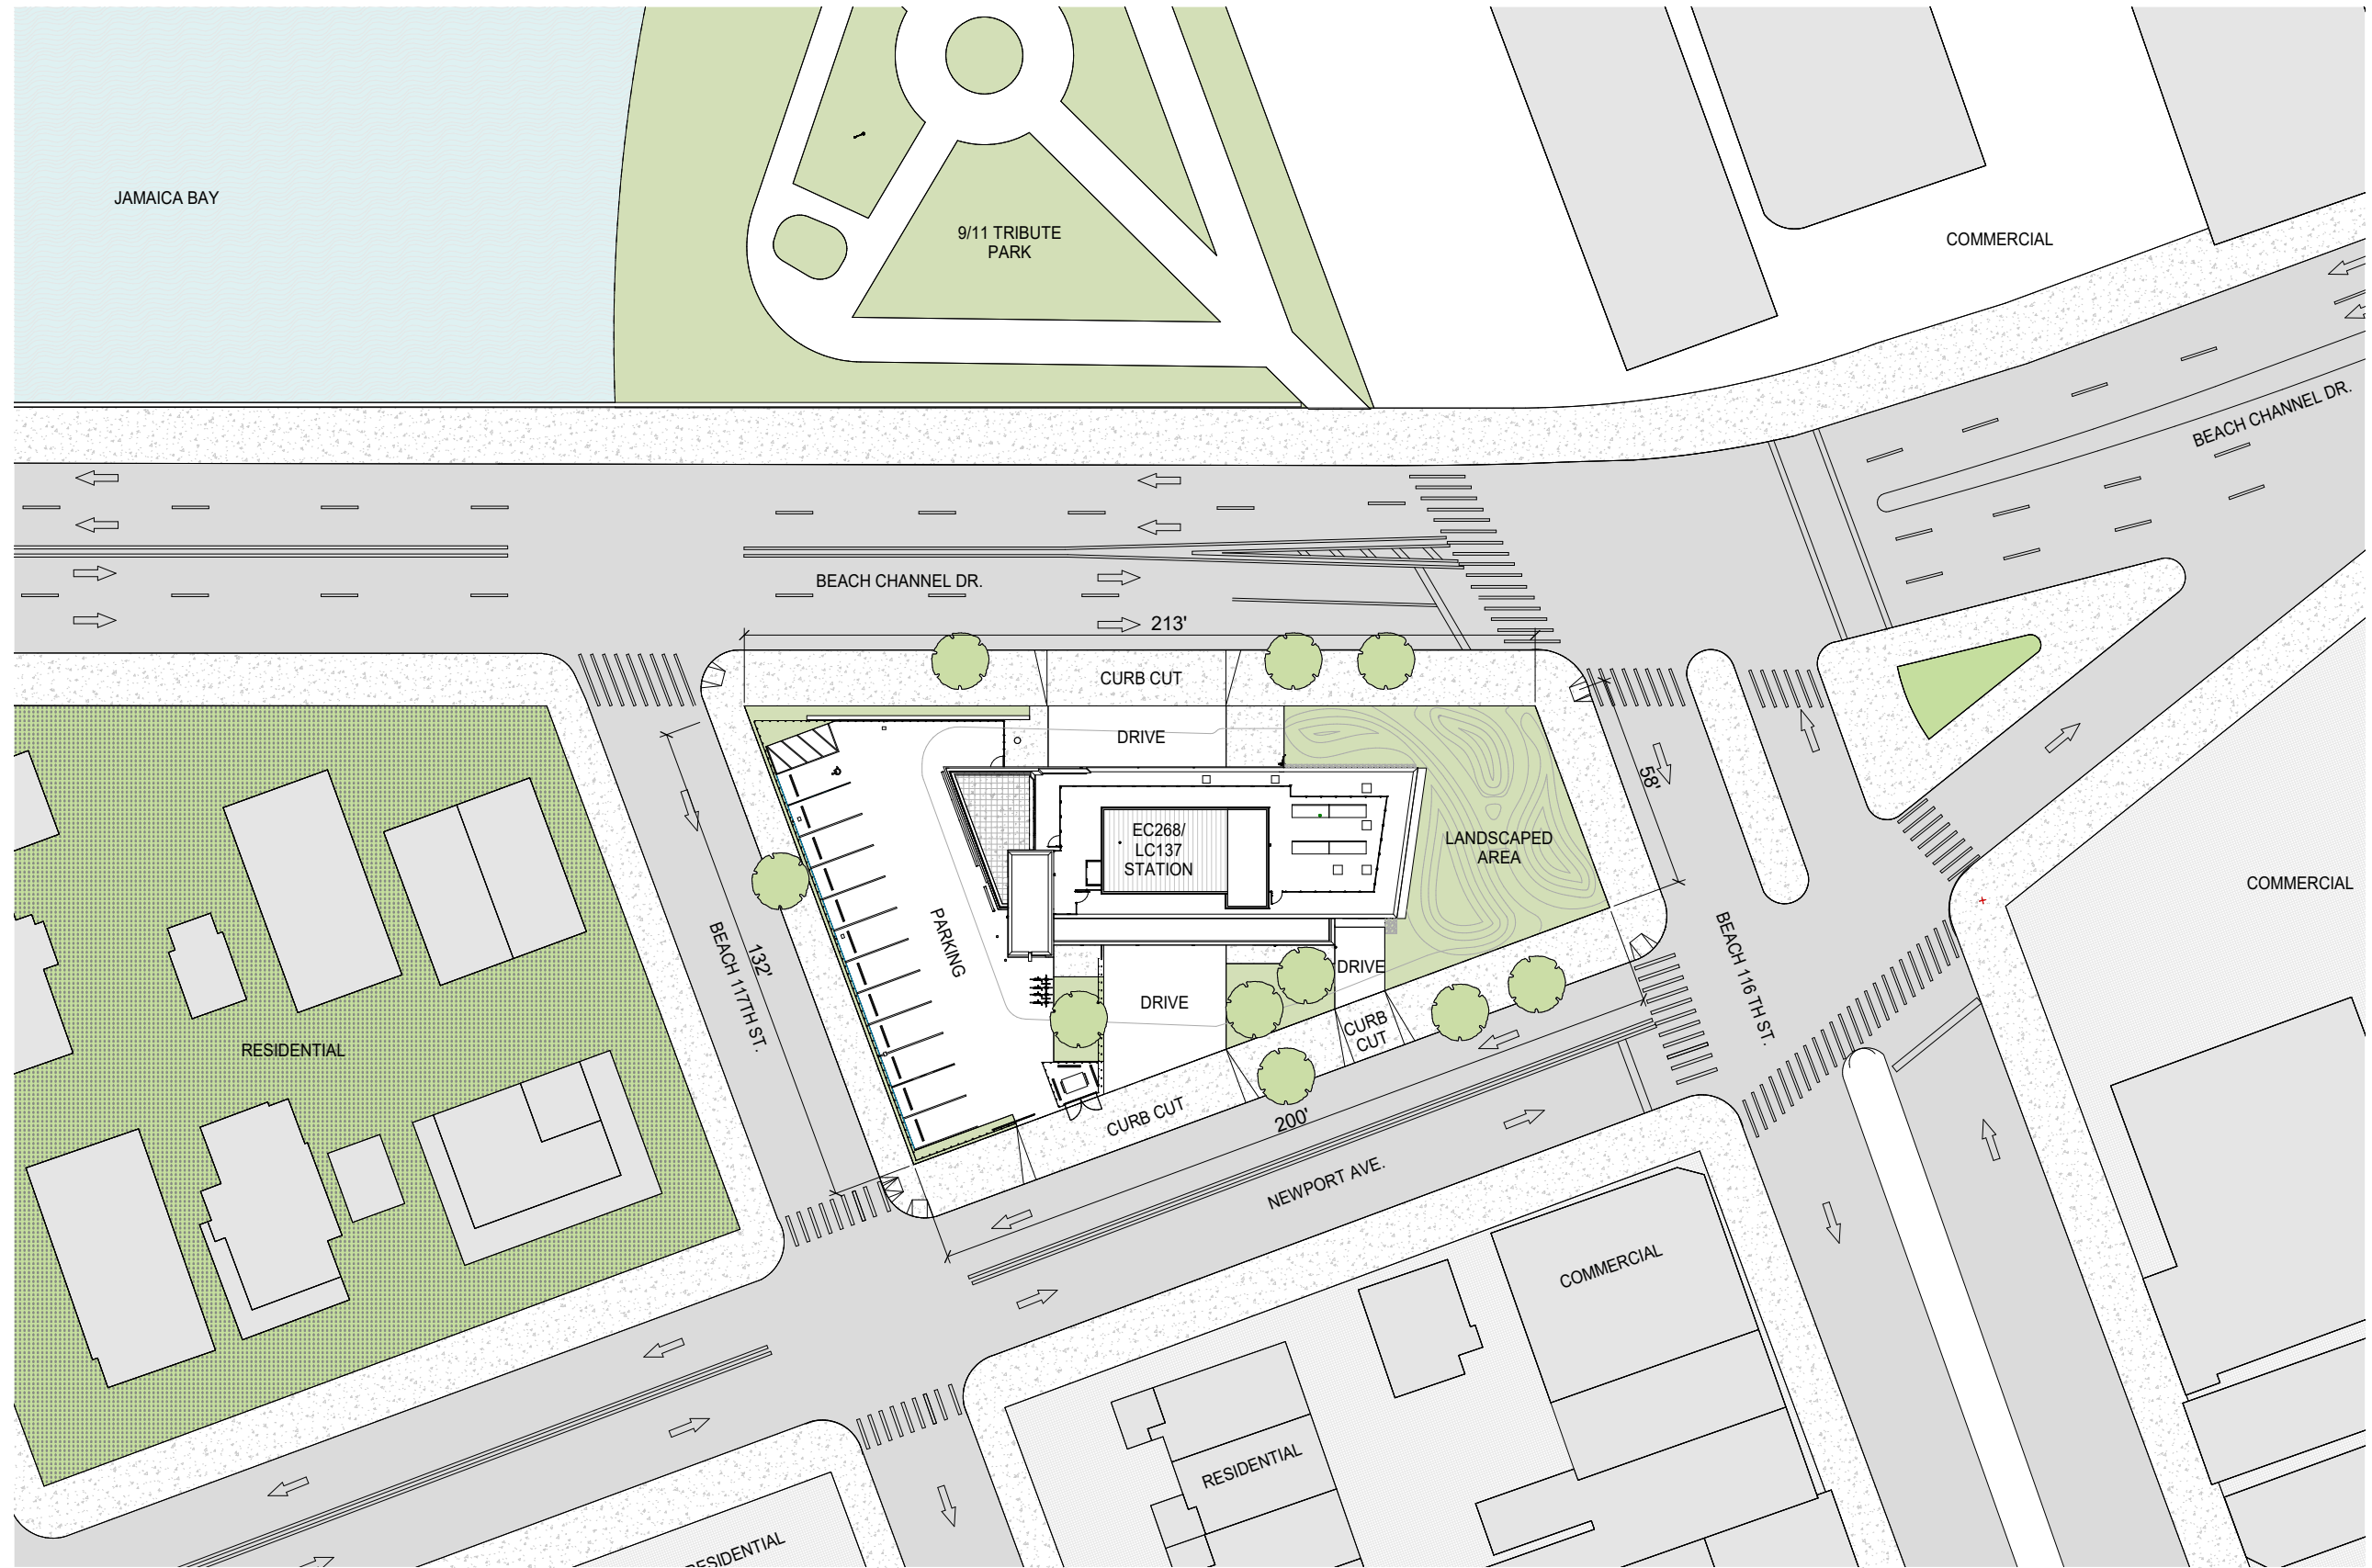 JAMAICA BAY
9/11 TRIBUTE
PARK
COMMERCIAL
BEACH CHANNEL DR.
BEACH CHANNEL DR.
213'
CURB CUT
DRIVE
58'
EC268/
LC137
STATION
LANDSCAPED
AREA
COMMERCIAL
PARKING
BEACH 117TH ST.
132'
BEACH 116TH ST.
DRIVE
DRIVE
CURB
CUT
RESIDENTIAL
CURB CUT
200'
NEWPORT AVE.
COMMERCIAL
RESIDENTIAL
RESIDENTIAL